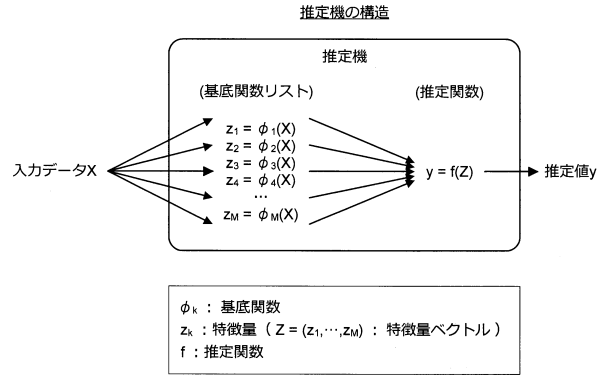 推定機の構造
推定機
(基底関数リスト)
(推定関数)
z₁ = φ₁(X)
z₂ = φ₂(X)
z₃ = φ₃(X)
z₄ = φ₄(X)
…
z_M = φ_M(X)
入力データX
y = f(Z)
推定値y
φₖ : 基底関数
zₖ : 特徴量 ( Z = (z₁,…,z_M) : 特徴量ベクトル )
f : 推定関数